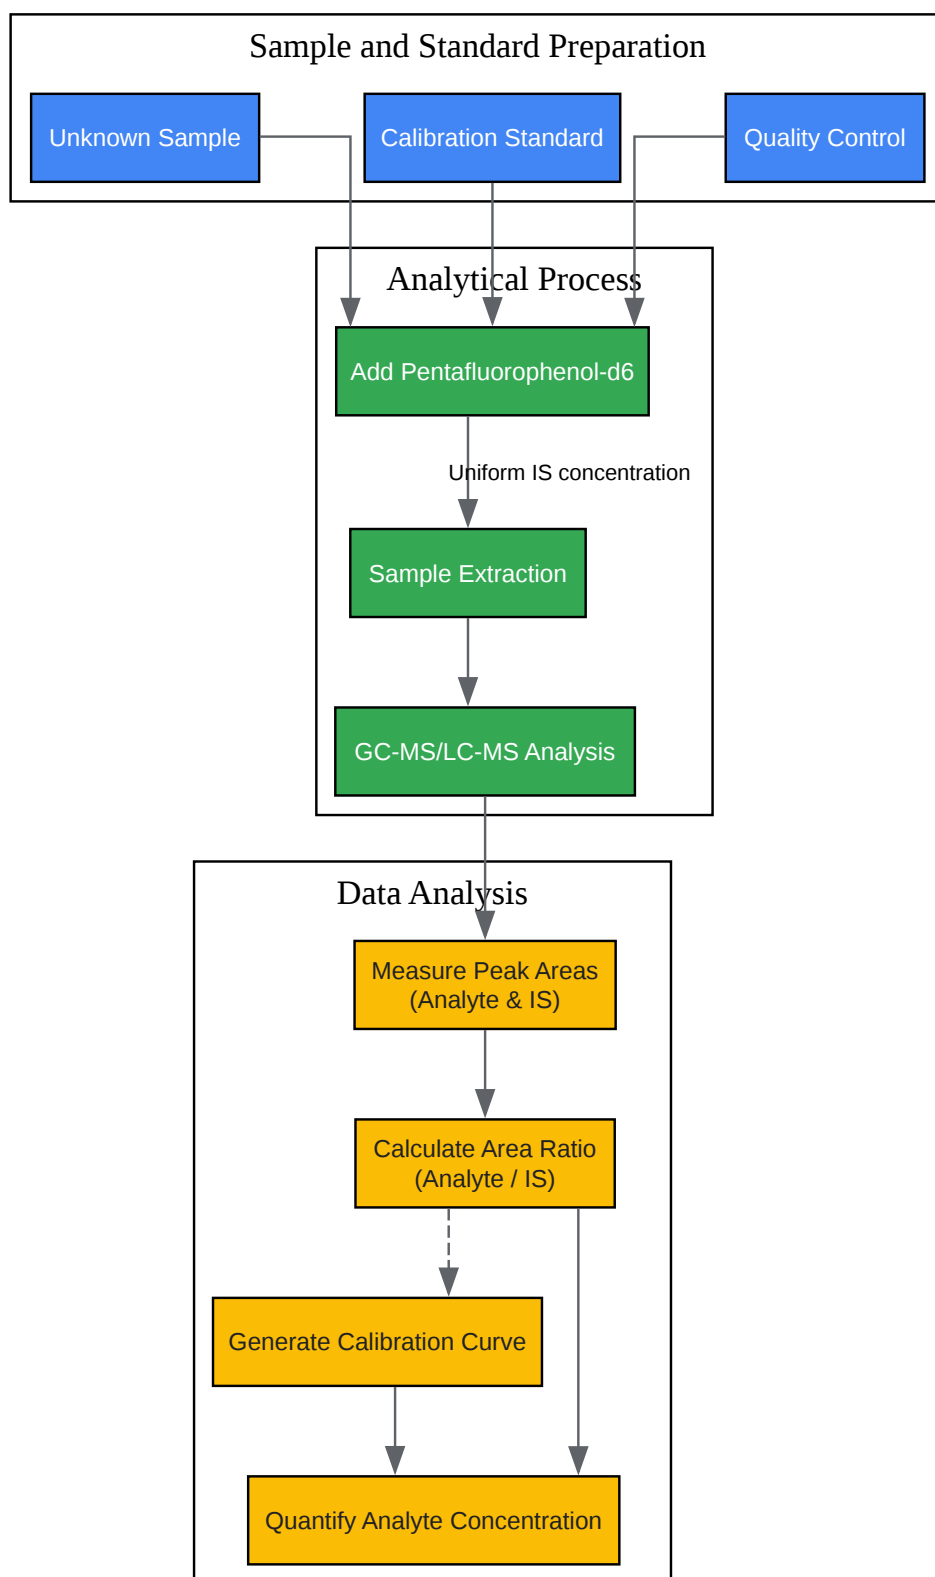 Sample and Standard Preparation
Unknown Sample
Calibration Standard
Quality Control
Analytical Process
Add Pentafluorophenol-d6
Uniform IS concentration
Sample Extraction
GC-MS/LC-MS Analysis
Data Analysis
Measure Peak Areas
(Analyte & IS)
Calculate Area Ratio
(Analyte / IS)
Generate Calibration Curve
Quantify Analyte Concentration